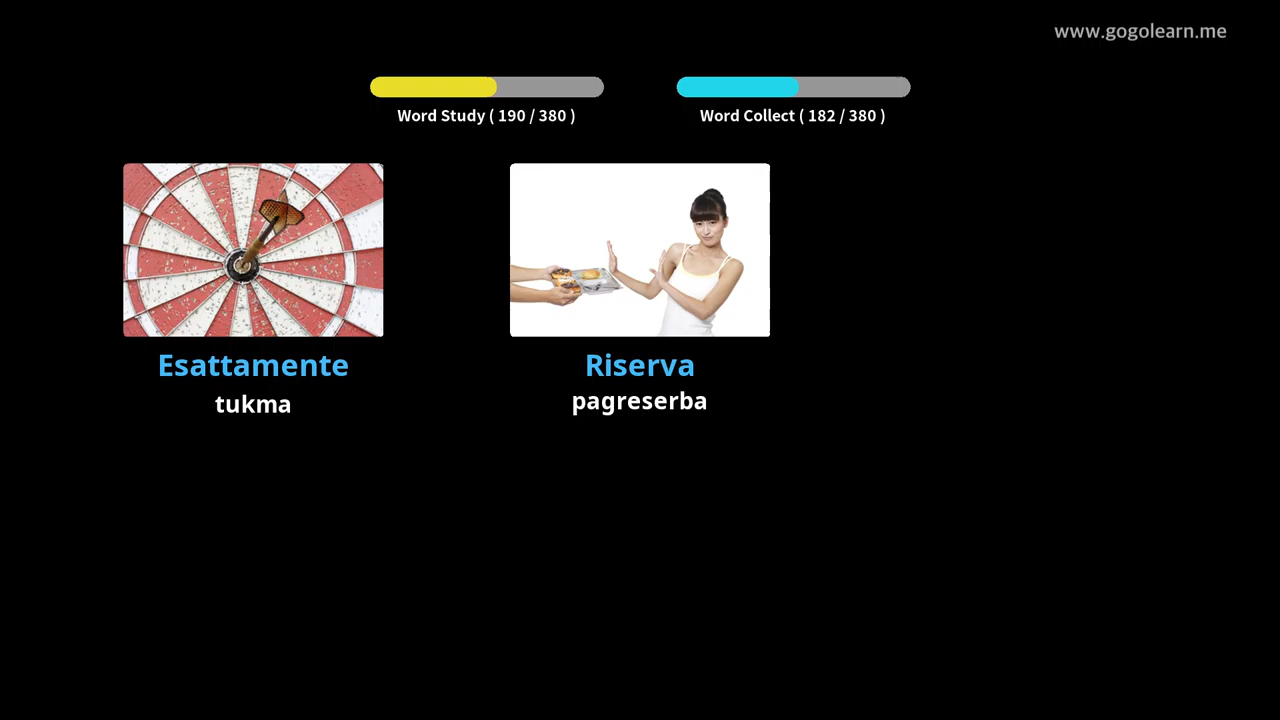 www.gogolearn.me
Word Study ( 190 / 380 )
Word Collect ( 182 / 380 )
Esattamente
tukma
Riserva
pagreserba